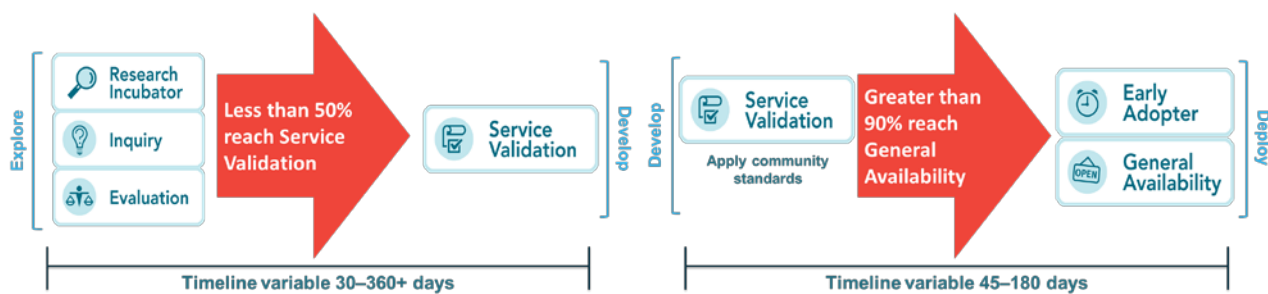 Explore
Research
Incubator
Inquiry
Evaluation
Less than 50%
reach Service
Validation
Service
Validation
Develop
Timeline variable 30–360+ days
Develop
Service
Validation
Apply community
standards
Greater than
90% reach
General
Availability
Early
Adopter
OPEN
General
Availability
Deploy
Timeline variable 45–180 days